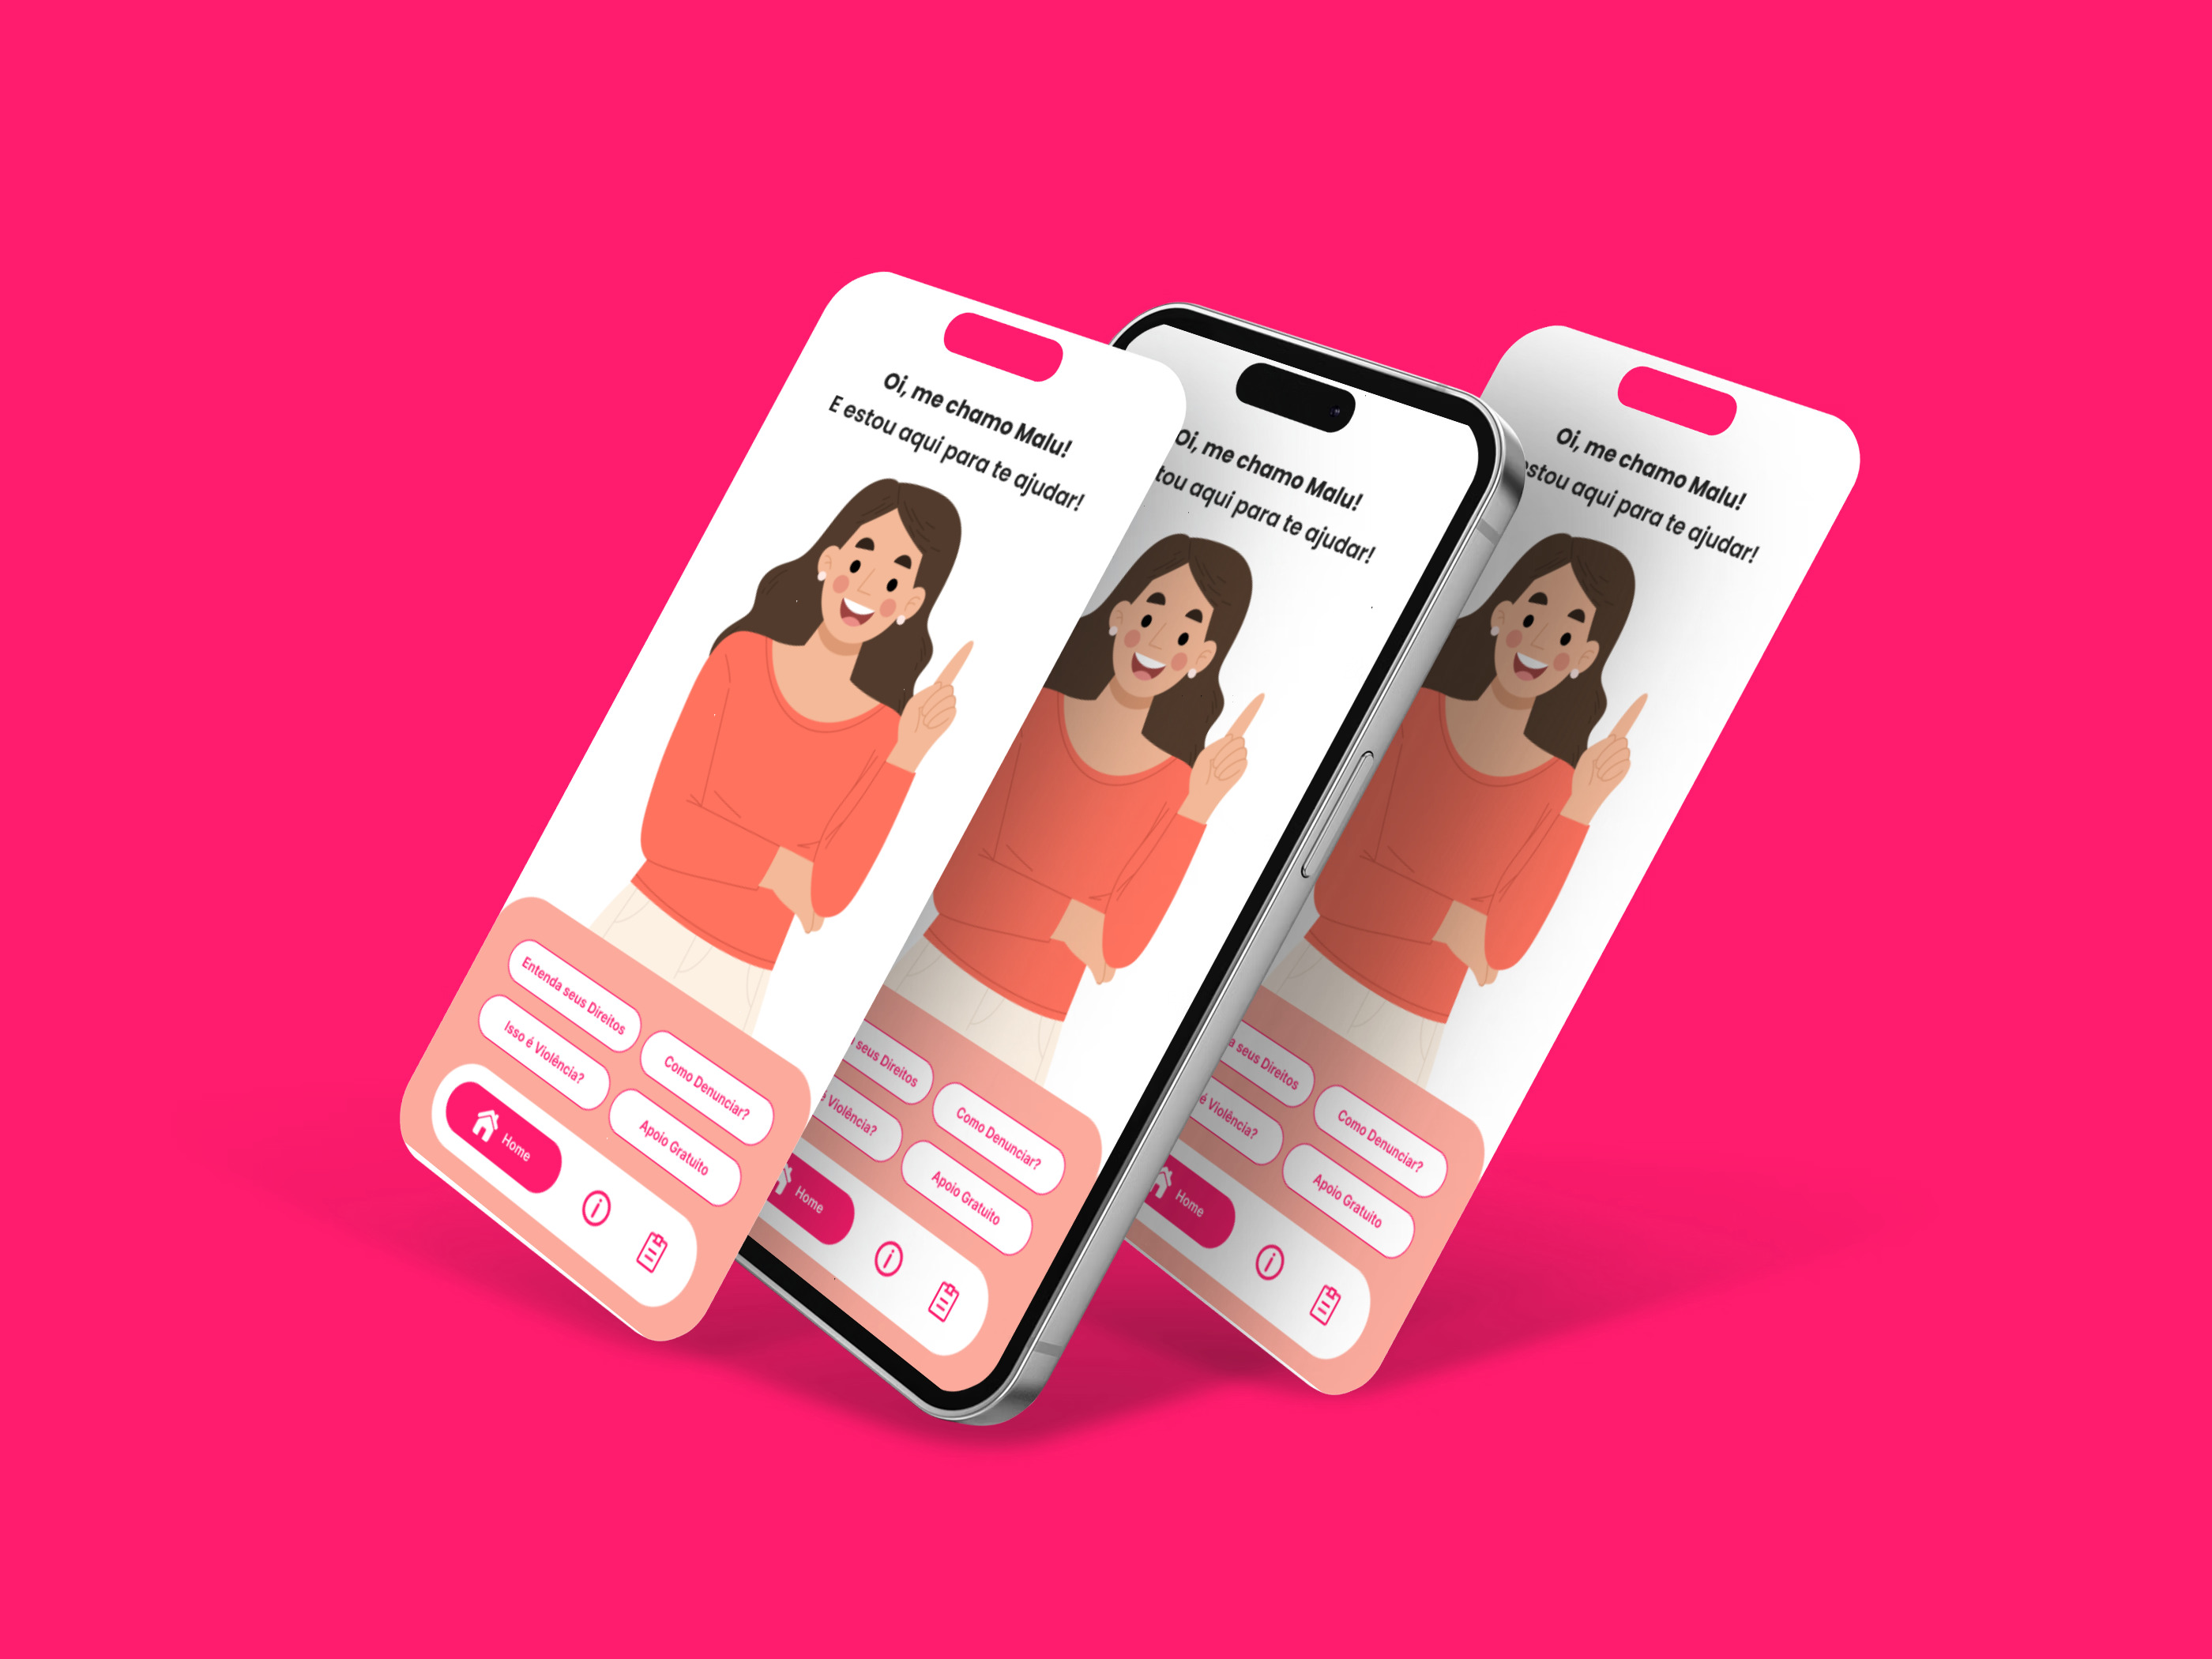 Oi, me chamo Malu!
E estou aqui para te ajudar!
Entenda seus Direitos
Como Denunciar?
Isso é Violência?
Apoio Gratuito
Home
Oi, me chamo Malu!
tou aqui para te ajudar!
seus Direitos
Como Denunciar?
é Violência?
Apoio Gratuito
Home
Oi, me chamo Malu!
estou aqui para te ajudar!
a seus Direitos
Como Denunciar?
é Violência?
Apoio Gratuito
Home